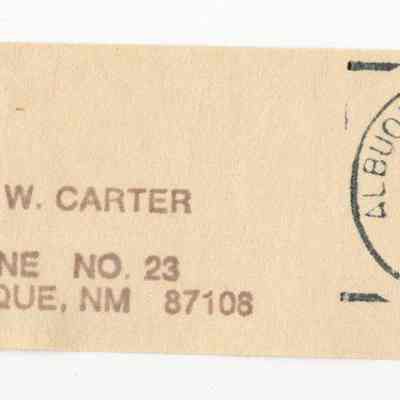 W. CARTER
NE NO. 23
QUE, NM 87108
ALBUQ